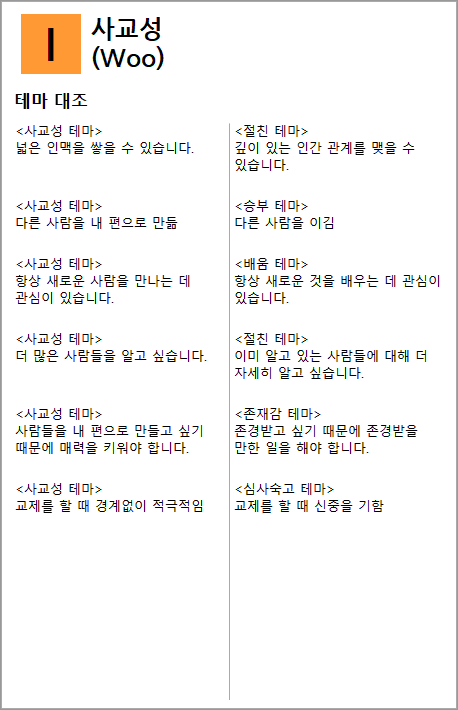 I
사교성
(Woo)
테마 대조
<사교성 테마>
넓은 인맥을 쌓을 수 있습니다.
<절친 테마>
깊이 있는 인간 관계를 맺을 수
있습니다.
<사교성 테마>
다른 사람을 내 편으로 만듦
<승부 테마>
다른 사람을 이김
<사교성 테마>
항상 새로운 사람을 만나는 데
관심이 있습니다.
<배움 테마>
항상 새로운 것을 배우는 데 관심이
있습니다.
<사교성 테마>
더 많은 사람들을 알고 싶습니다.
<절친 테마>
이미 알고 있는 사람들에 대해 더
자세히 알고 싶습니다.
<사교성 테마>
사람들을 내 편으로 만들고 싶기
때문에 매력을 키워야 합니다.
<존재감 테마>
존경받고 싶기 때문에 존경받을
만한 일을 해야 합니다.
<사교성 테마>
교제를 할 때 경계없이 적극적임
<심사숙고 테마>
교제를 할 때 신중을 기함